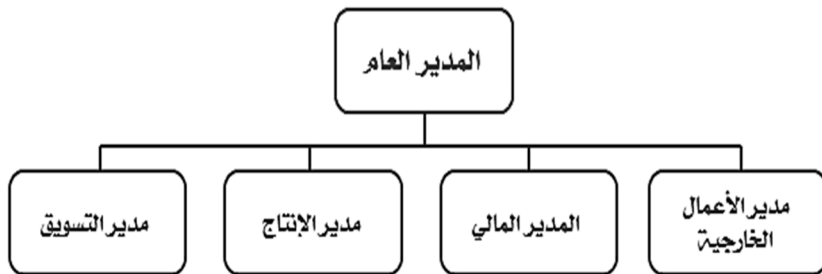 المدير العام
مدير الأعمال
الخارجية
المدير المالي
مدير الإنتاج
مدير التسويق